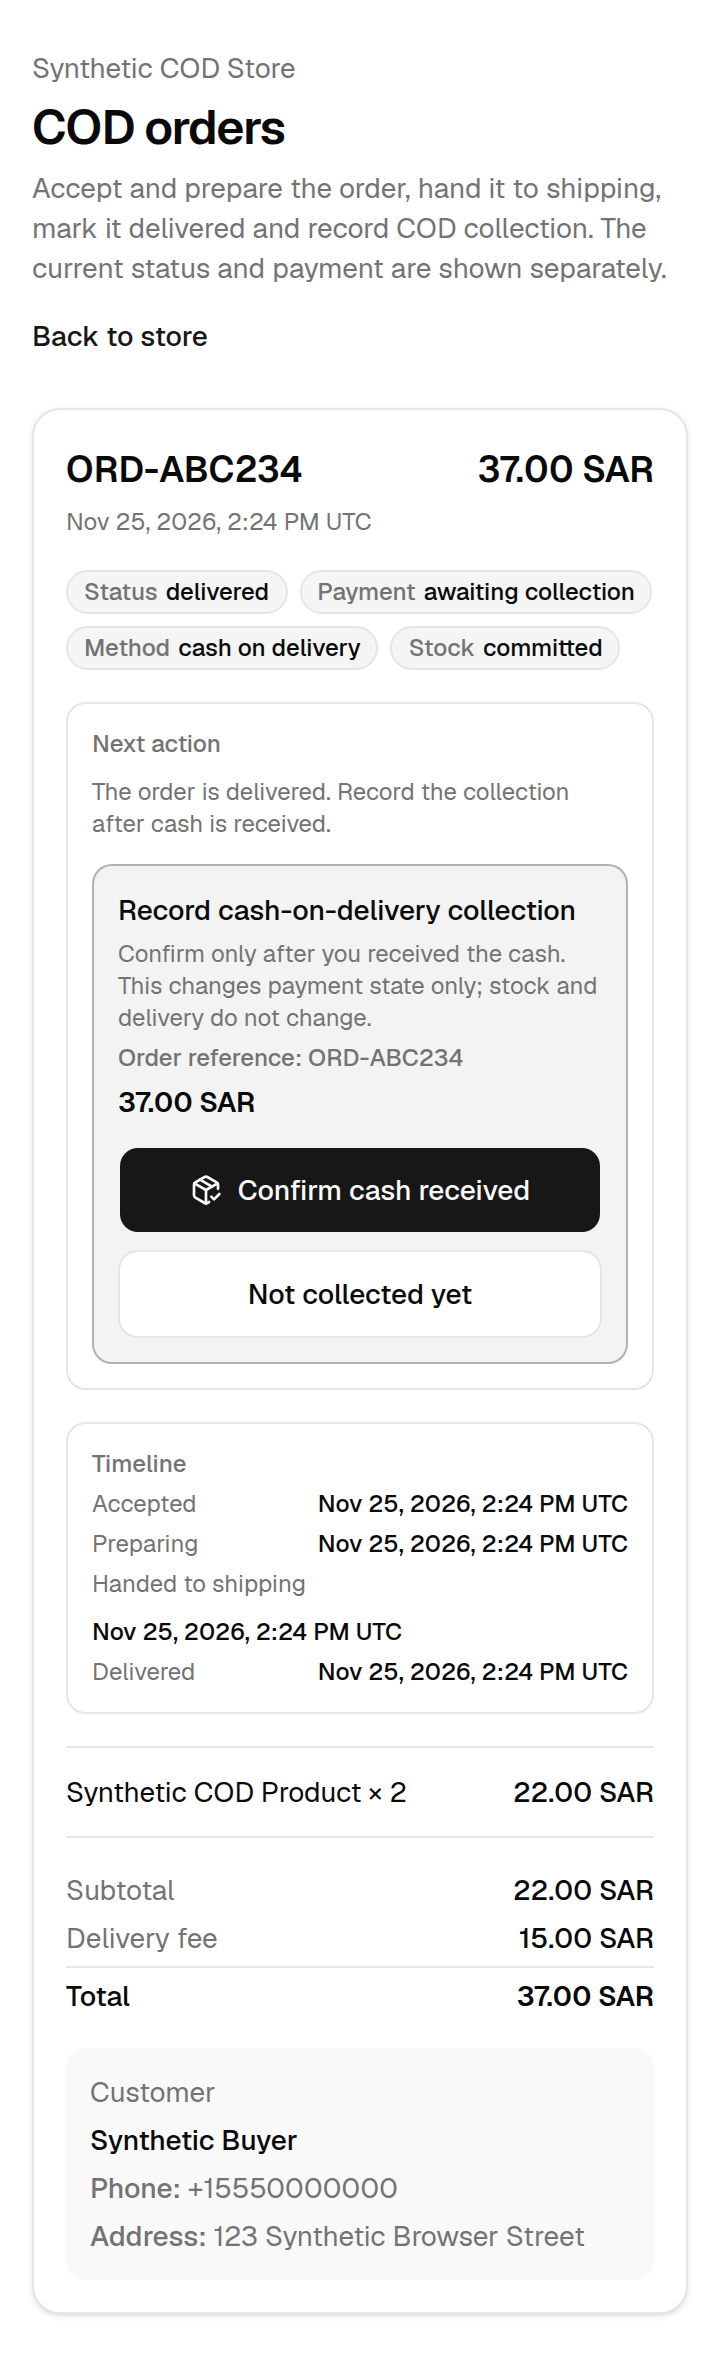 Synthetic COD Store
COD orders
Accept and prepare the order, hand it to shipping,
mark it delivered and record COD collection. The
current status and payment are shown separately.
Back to store
ORD-ABC234 37.00 SAR
Nov 25, 2026, 2:24 PM UTC
Status delivered Payment awaiting collection
Method cash on delivery Stock committed
Next action
The order is delivered. Record the collection
after cash is received.
Record cash-on-delivery collection
Confirm only after you received the cash.
This changes payment state only; stock and
delivery do not change.
Order reference: ORD-ABC234
37.00 SAR
Confirm cash received
Not collected yet
Timeline
Accepted Nov 25, 2026, 2:24 PM UTC
Preparing Nov 25, 2026, 2:24 PM UTC
Handed to shipping
Nov 25, 2026, 2:24 PM UTC
Delivered Nov 25, 2026, 2:24 PM UTC
Synthetic COD Product × 2 22.00 SAR
Subtotal 22.00 SAR
Delivery fee 15.00 SAR
Total 37.00 SAR
Customer
Synthetic Buyer
Phone: +15550000000
Address: 123 Synthetic Browser Street